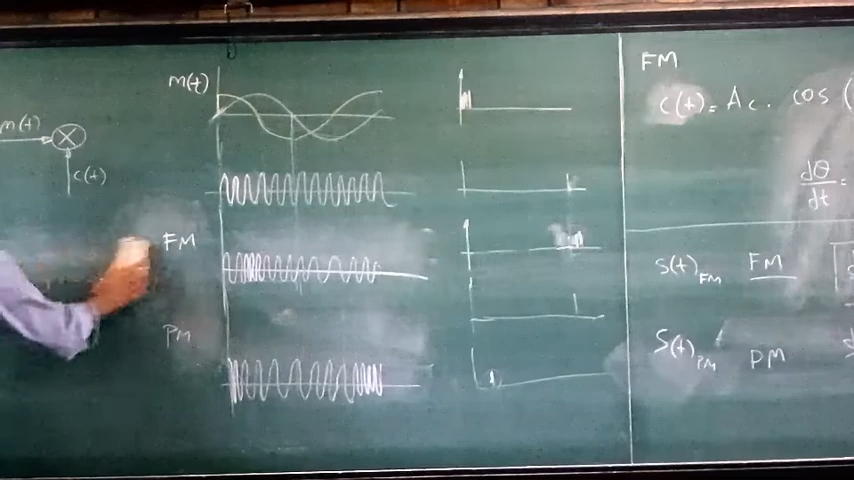 m(t)
c(t)
m(t)
FM
PM
FM
c(t) = Ac. cos (
dθ/dt =
s(t)FM FM
S(t)PM PM